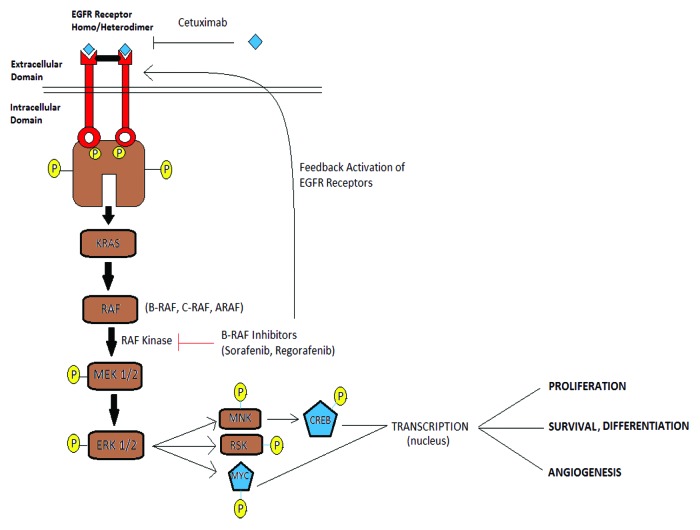 EGFR Receptor
Homo/Heterodimer
Cetuximab
Extracellular
Domain
Intracellular
Domain
P
P
P
P
Feedback Activation of
EGFR Receptors
KRAS
RAF
(B-RAF, C-RAF, ARAF)
RAF Kinase
B-RAF Inhibitors
(Sorafenib, Regorafenib)
P
MEK 1/2
P
P
PROLIFERATION
MNK
CREB
TRANSCRIPTION
(nucleus)
SURVIVAL, DIFFERENTIATION
P
ERK 1/2
RSK
P
MYC
ANGIOGENESIS
P